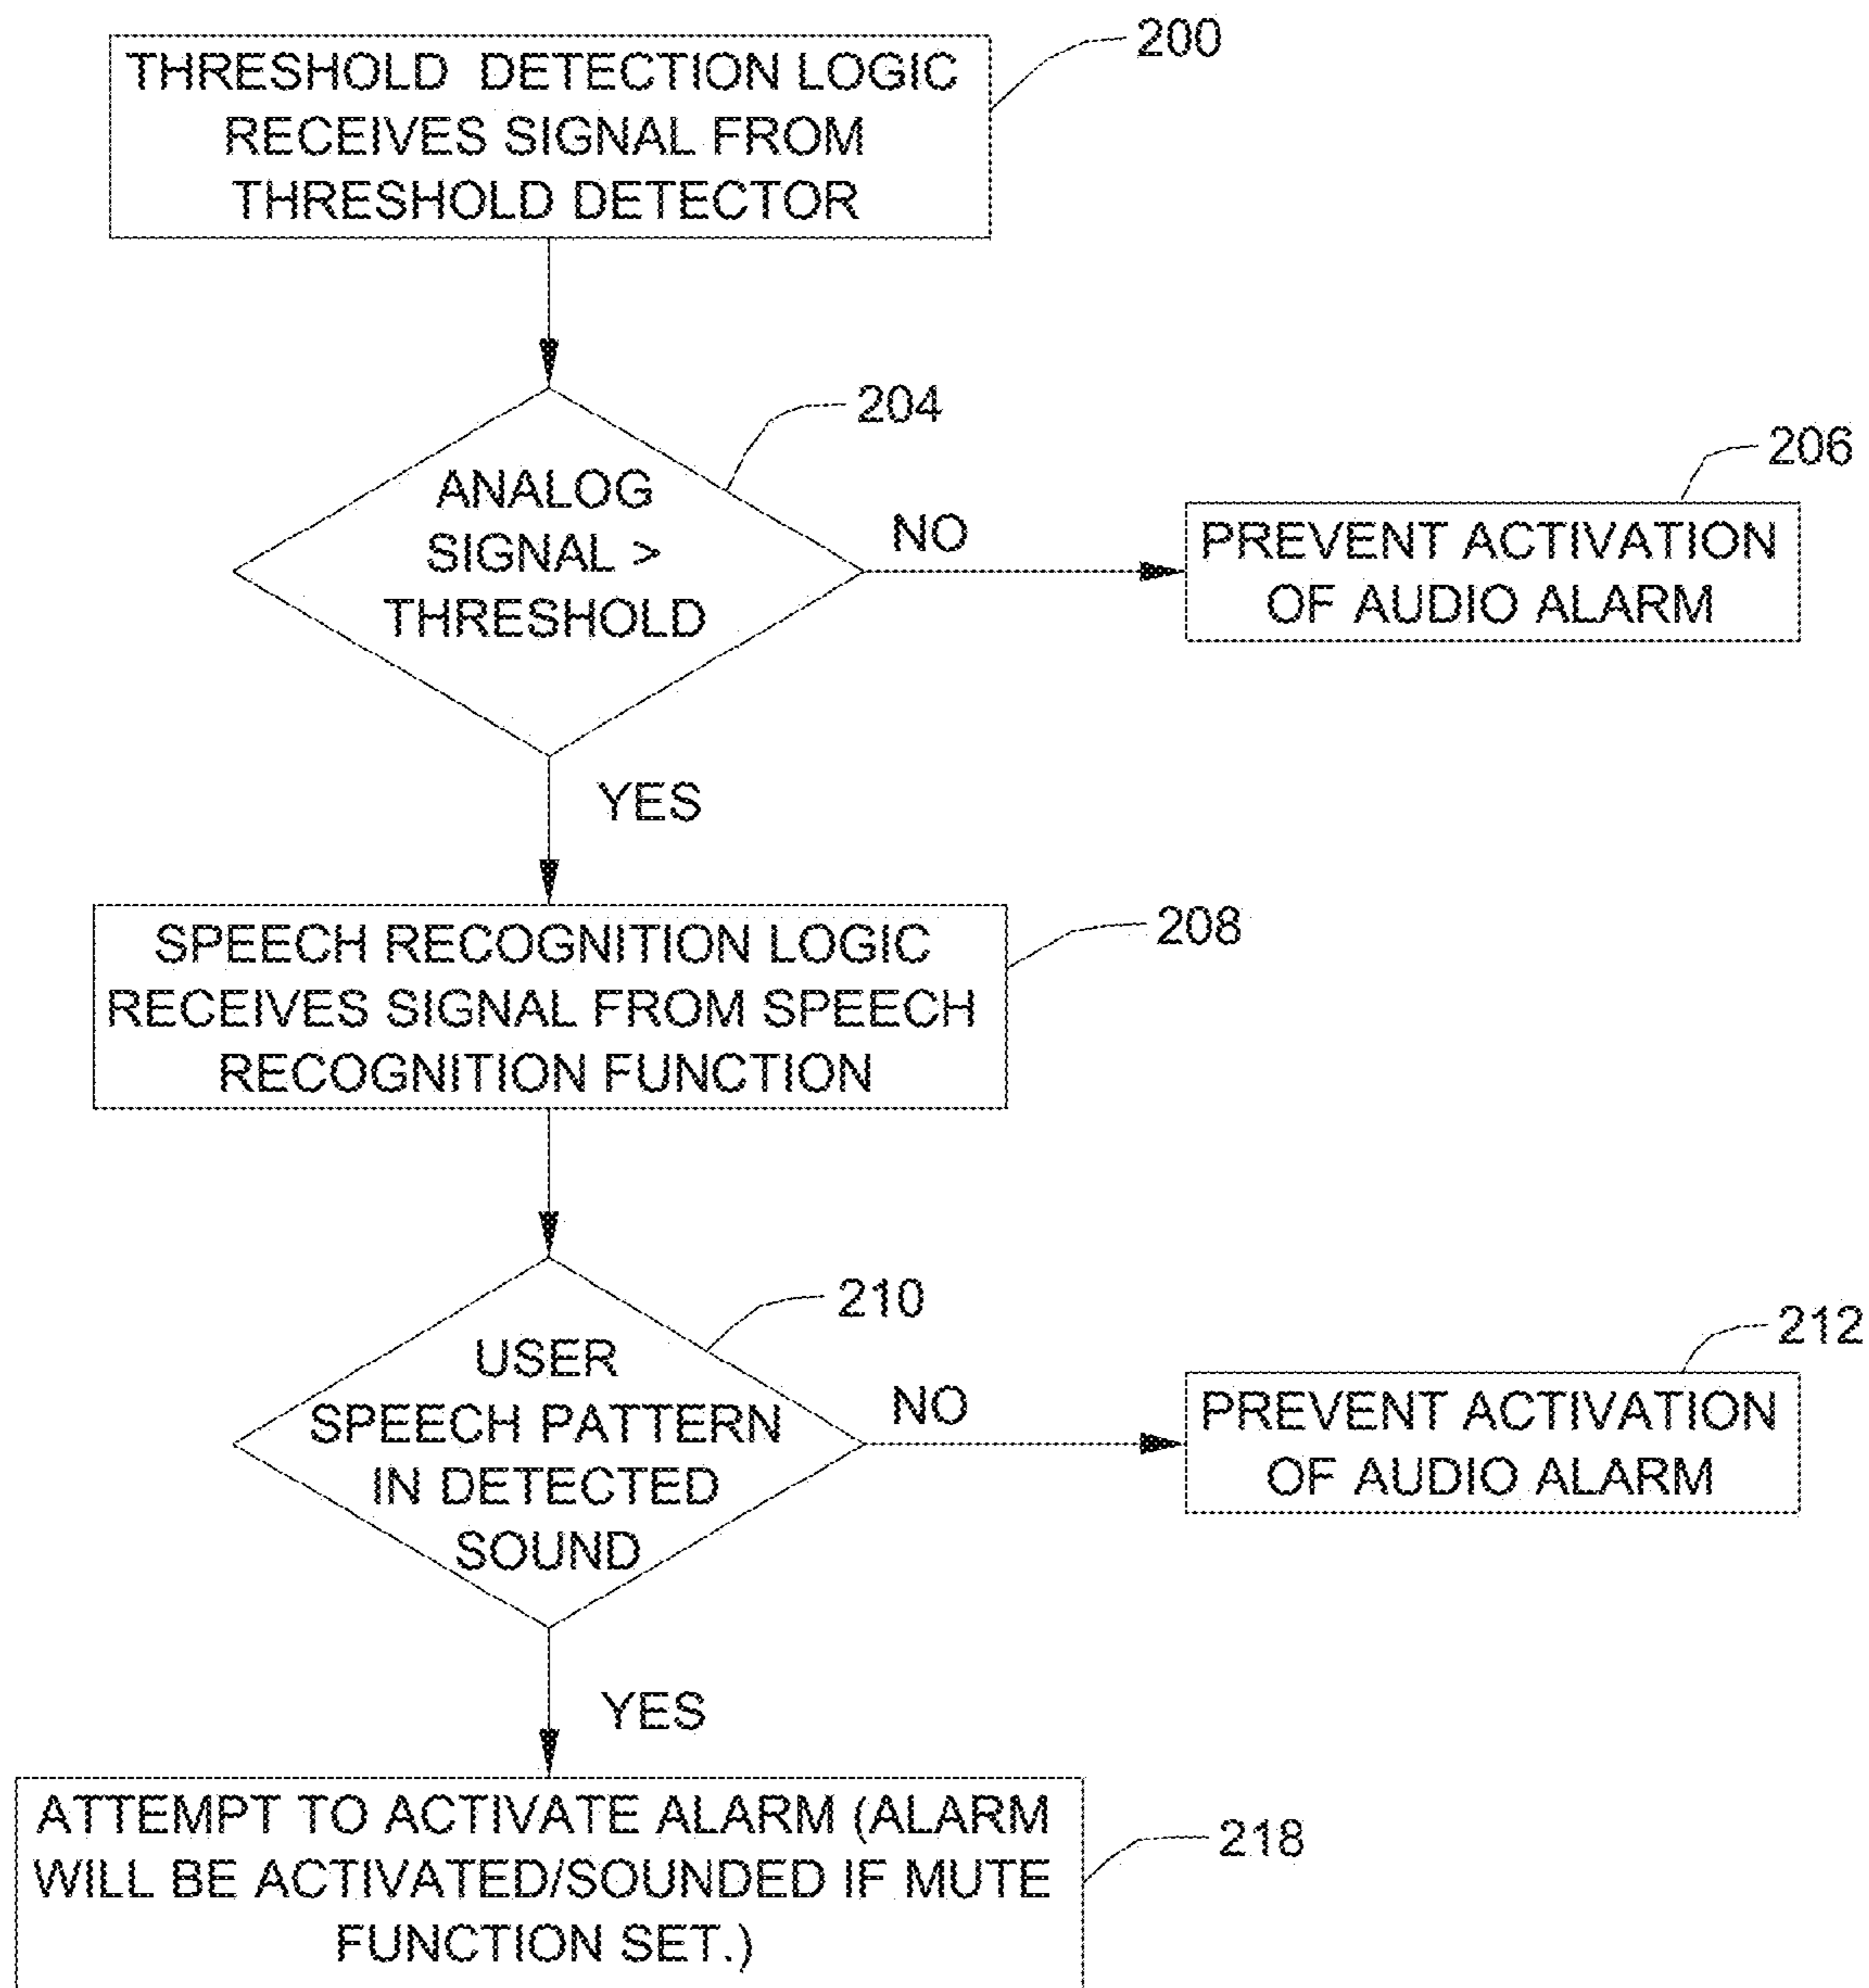 200
THRESHOLD DETECTION LOGIC
RECEIVES SIGNAL FROM
THRESHOLD DETECTOR
204
ANALOG
SIGNAL >
THRESHOLD
NO
206
PREVENT ACTIVATION
OF AUDIO ALARM
YES
208
SPEECH RECOGNITION LOGIC
RECEIVES SIGNAL FROM SPEECH
RECOGNITION FUNCTION
210
USER
SPEECH PATTERN
IN DETECTED
SOUND
NO
212
PREVENT ACTIVATION
OF AUDIO ALARM
YES
ATTEMPT TO ACTIVATE ALARM (ALARM
WILL BE ACTIVATED/SOUNDED IF MUTE
FUNCTION SET.)
218